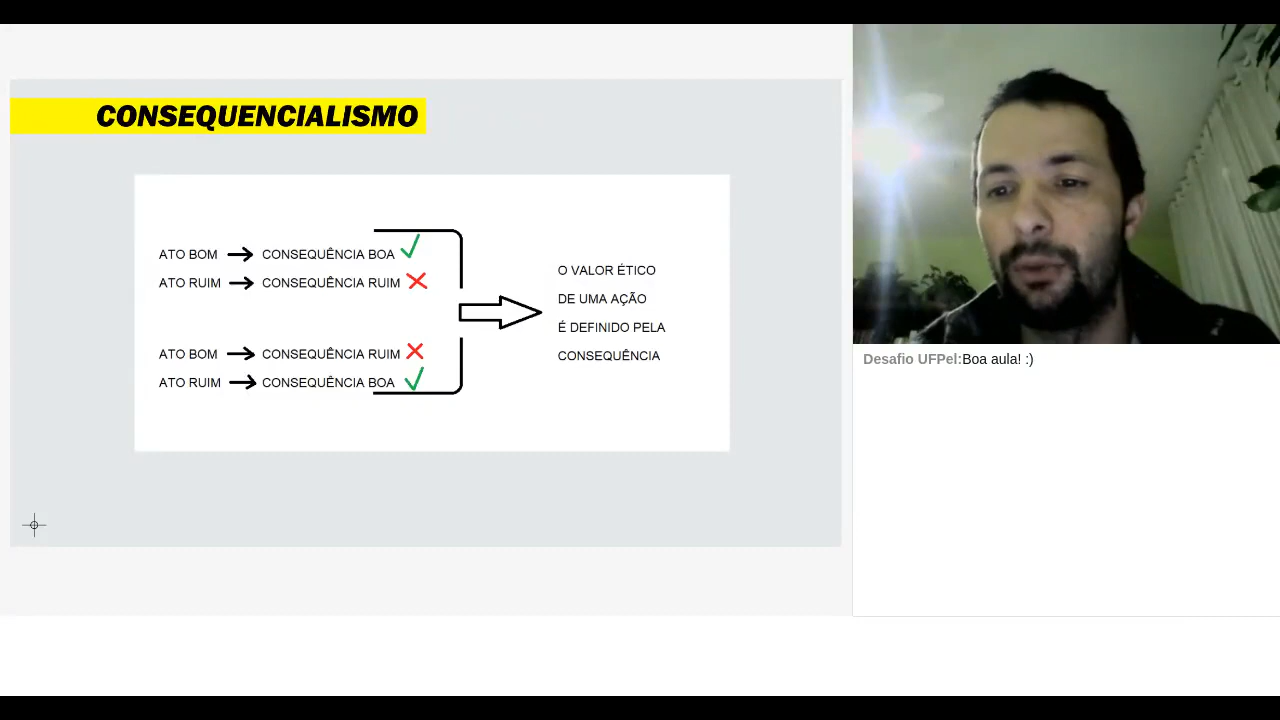 CONSEQUENCIALISMO
ATO BOM → CONSEQUÊNCIA BOA ✓
ATO RUIM → CONSEQUÊNCIA RUIM ✗
ATO BOM → CONSEQUÊNCIA RUIM ✗
ATO RUIM → CONSEQUÊNCIA BOA ✓
O VALOR ÉTICO
DE UMA AÇÃO
É DEFINIDO PELA
CONSEQUÊNCIA
Desafio UFPel:Boa aula! :)